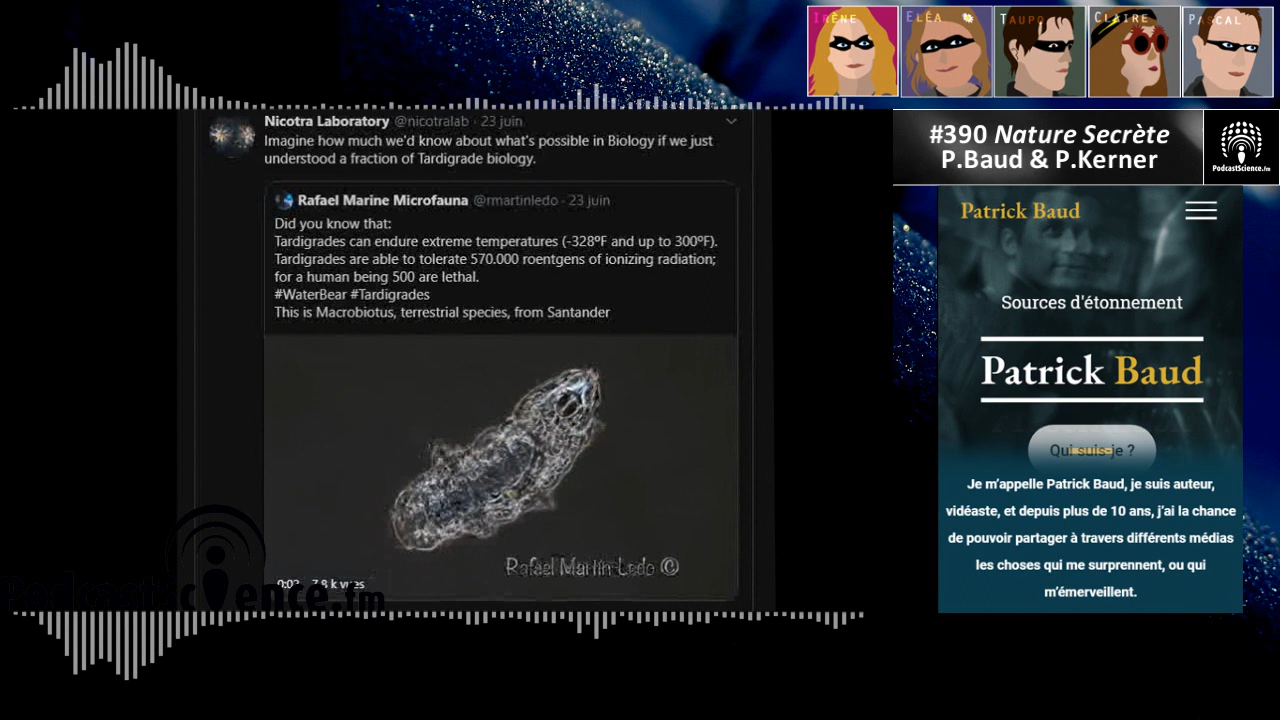 IRÈNE
ELÉA
TAUPO
CLAIRE
PASCAL
Nicotra Laboratory @nicotralab · 23 juin
Imagine how much we'd know about what's possible in Biology if we just
understood a fraction of Tardigrade biology.
Rafael Marine Microfauna @rmartinledo · 23 juin
Did you know that:
Tardigrades can endure extreme temperatures (-328ºF and up to 300ºF).
Tardigrades are able to tolerate 570.000 roentgens of ionizing radiation;
for a human being 500 are lethal.
#WaterBear #Tardigrades
This is Macrobiotus, terrestrial species, from Santander
Rafael Martin-Ledo ©
0:02 7,8 k vues
PodcastScience.fm
#390 Nature Secrète
P.Baud & P.Kerner
PodcastScience.fm
Patrick Baud
Sources d'étonnement
Patrick Baud
Qui suis-je ?
Je m'appelle Patrick Baud, je suis auteur,
vidéaste, et depuis plus de 10 ans, j'ai la chance
de pouvoir partager à travers différents médias
les choses qui me surprennent, ou qui
m'émerveillent.